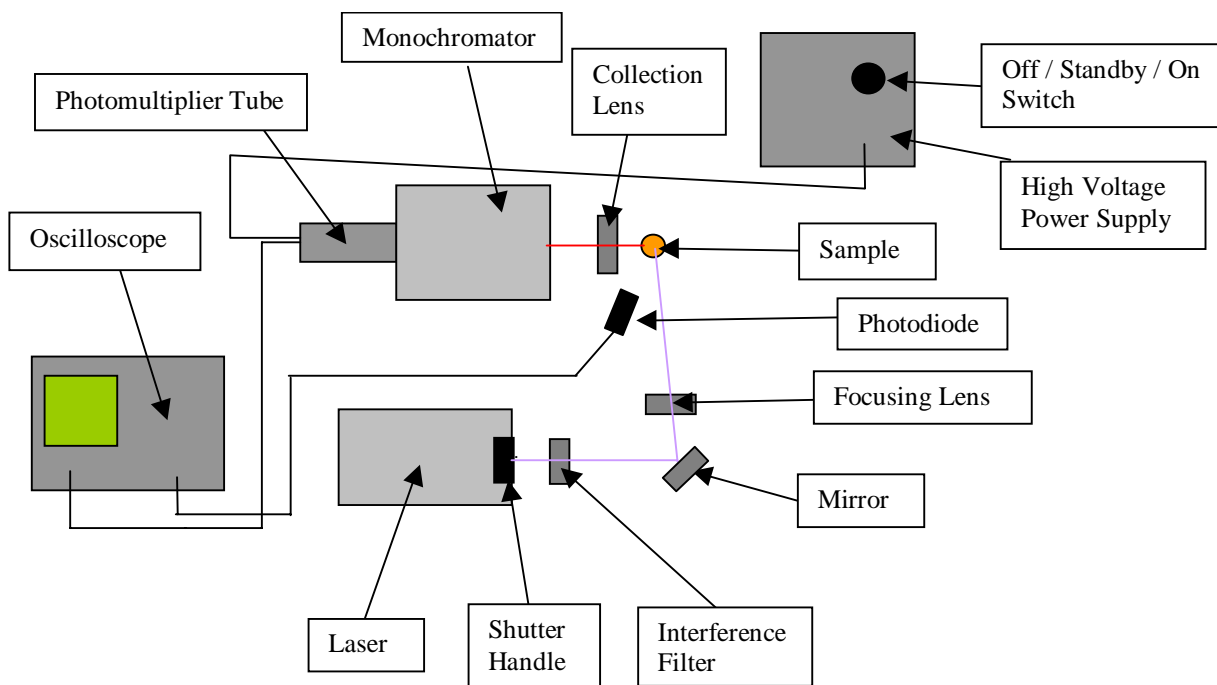 Monochromator
Collection
Lens
Off / Standby / On
Switch
Photomultiplier Tube
High Voltage
Power Supply
Oscilloscope
Sample
Photodiode
Focusing Lens
Mirror
Laser
Shutter
Handle
Interference
Filter